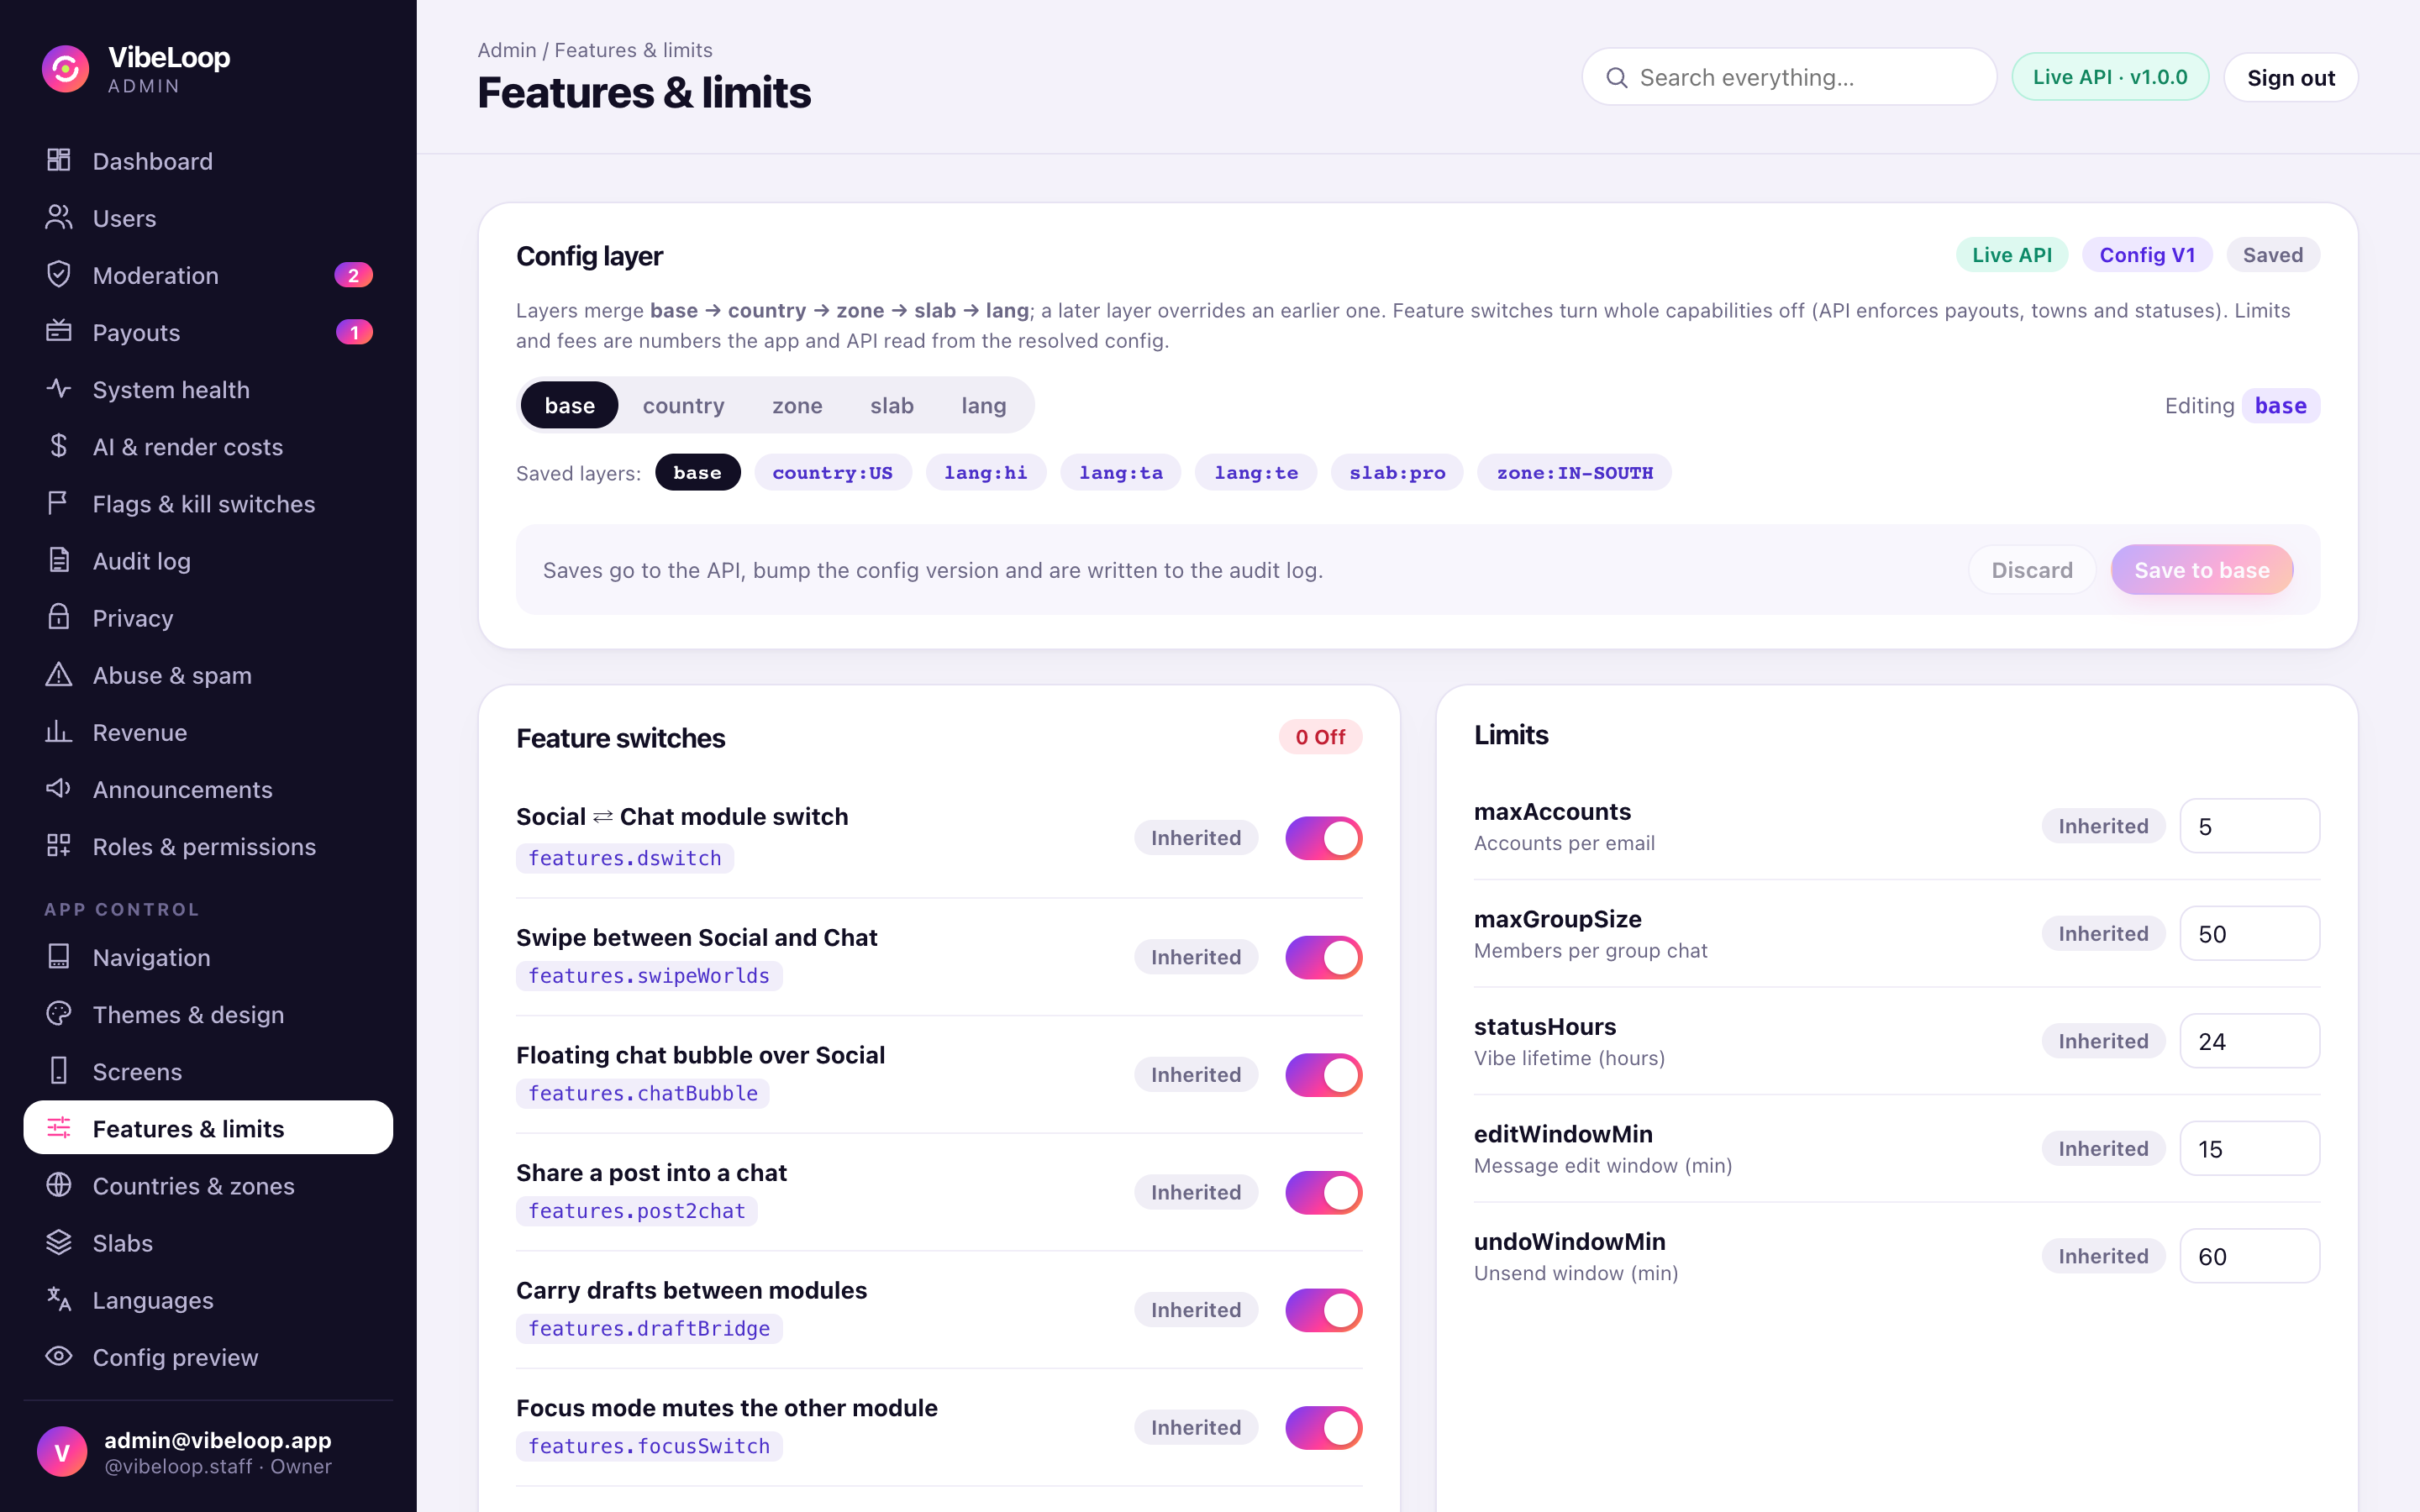 VibeLoop
ADMIN
Dashboard
Users
Moderation 2
Payouts 1
System health
AI & render costs
Flags & kill switches
Audit log
Privacy
Abuse & spam
Revenue
Announcements
Roles & permissions
APP CONTROL
Navigation
Themes & design
Screens
Features & limits
Countries & zones
Slabs
Languages
Config preview
V
admin@vibeloop.app
@vibeloop.staff · Owner
Admin / Features & limits
Features & limits
Search everything...
Live API · v1.0.0
Sign out
Config layer
Live API Config V1 Saved
Layers merge base → country → zone → slab → lang; a later layer overrides an earlier one. Feature switches turn whole capabilities off (API enforces payouts, towns and statuses). Limits
and fees are numbers the app and API read from the resolved config.
base country zone slab lang
Editing base
Saved layers: base country:US lang:hi lang:ta lang:te slab:pro zone:IN-SOUTH
Saves go to the API, bump the config version and are written to the audit log.
Discard Save to base
Feature switches
0 Off
Social ⇄ Chat module switch
features.dswitch
Inherited
Swipe between Social and Chat
features.swipeWorlds
Inherited
Floating chat bubble over Social
features.chatBubble
Inherited
Share a post into a chat
features.post2chat
Inherited
Carry drafts between modules
features.draftBridge
Inherited
Focus mode mutes the other module
features.focusSwitch
Inherited
Limits
maxAccounts
Accounts per email
Inherited 5
maxGroupSize
Members per group chat
Inherited 50
statusHours
Vibe lifetime (hours)
Inherited 24
editWindowMin
Message edit window (min)
Inherited 15
undoWindowMin
Unsend window (min)
Inherited 60